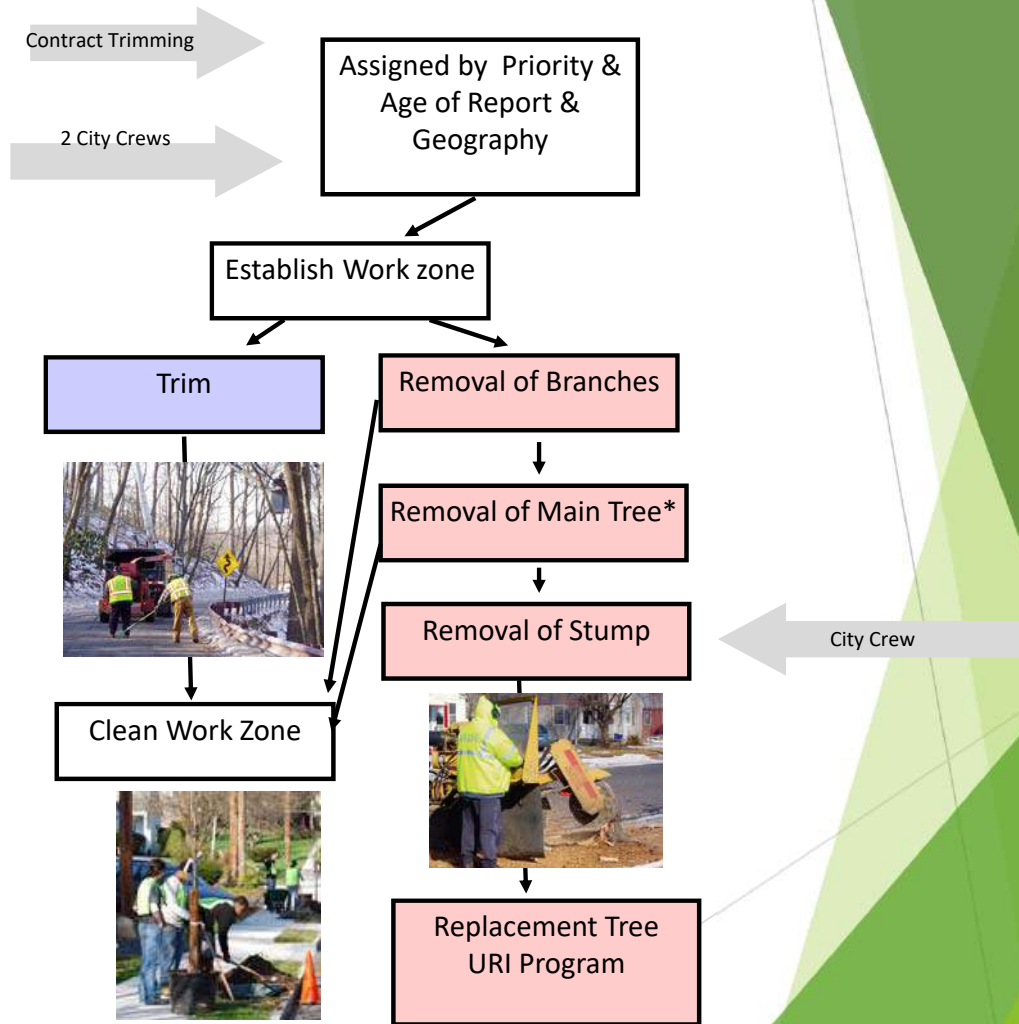 Contract Trimming
Assigned by Priority &
Age of Report &
Geography
2 City Crews
Establish Work zone
Trim
Removal of Branches
Removal of Main Tree*
Removal of Stump
City Crew
Clean Work Zone
Replacement Tree
URI Program